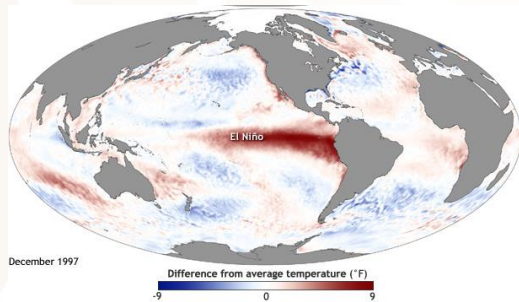 El Niño
December 1997
Difference from average temperature (°F)
-9 0 9